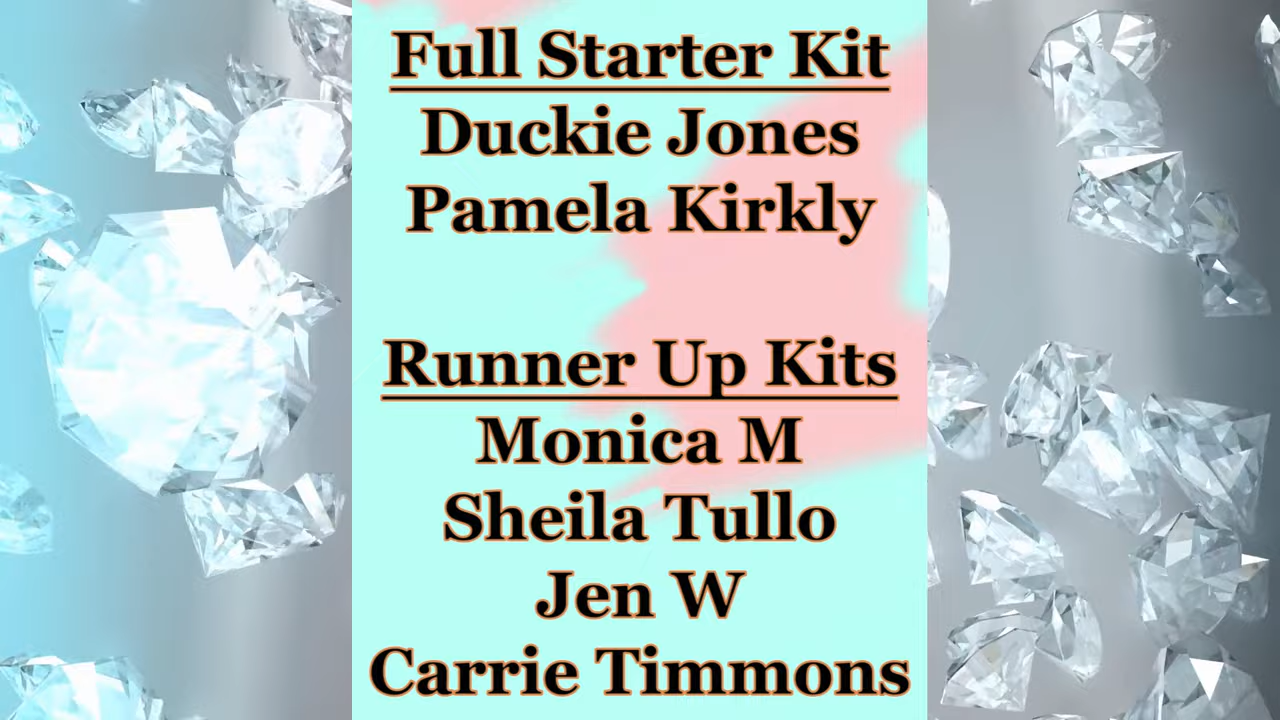 Full Starter Kit
Duckie Jones
Pamela Kirkly
Runner Up Kits
Monica M
Sheila Tullo
Jen W
Carrie Timmons